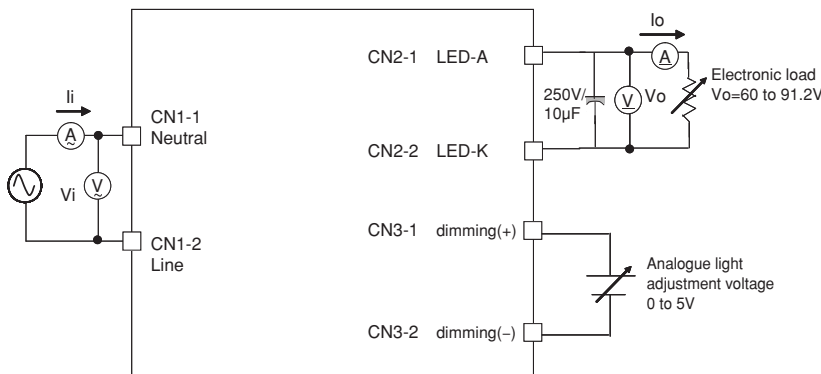 Io
CN2-1 LED-A
A
Electronic load
Vo=60 to 91.2V
250V/
10µF
V
Vo
Ii
CN1-1
Neutral
A
CN2-2 LED-K
Vi
V
CN1-2
Line
CN3-1 dimming(+)
Analogue light
adjustment voltage
0 to 5V
CN3-2 dimming(−)